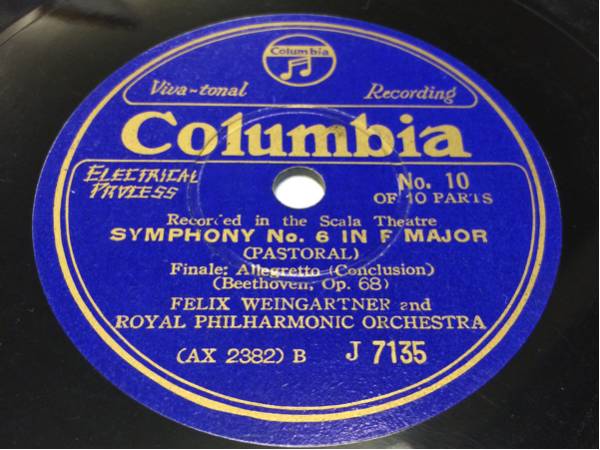 Columbia
Viva-tonal Recording
Columbia
ELECTRICAL
PROCESS
No. 10
OF 10 PARTS
Recorded in the Scala Theatre
SYMPHONY No. 6 IN F MAJOR
(PASTORAL)
Finale: Allegretto (Conclusion)
(Beethoven, Op. 68)
FELIX WEINGARTNER and
ROYAL PHILHARMONIC ORCHESTRA
(AX 2382) B J 7135